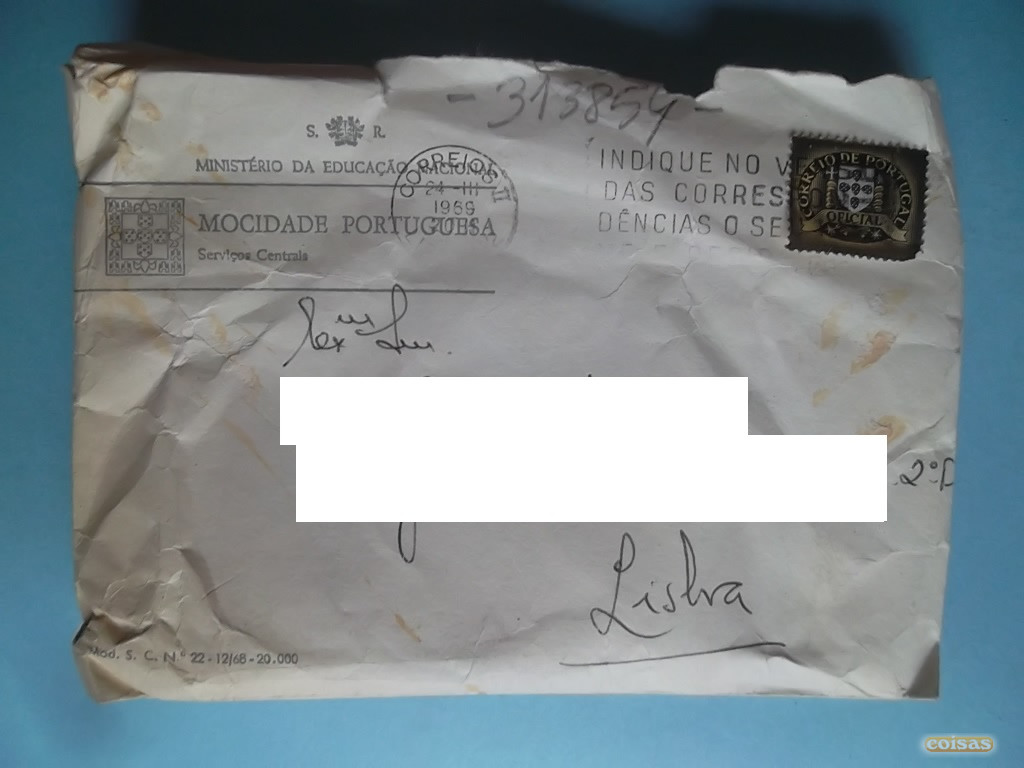 - 313854 -
S. R.
MINISTÉRIO DA EDUCAÇÃO NACIONAL
MOCIDADE PORTUGUESA
Serviços Centrais
CORREIOS
24-III
1969
INDIQUE NO V
DAS CORRES
DÊNCIAS O SE
CORREIO DE PORTUGAL
OFICIAL
2º D
Lisboa
Mod. S. C. N.º 22-12/68-20.000
coisas